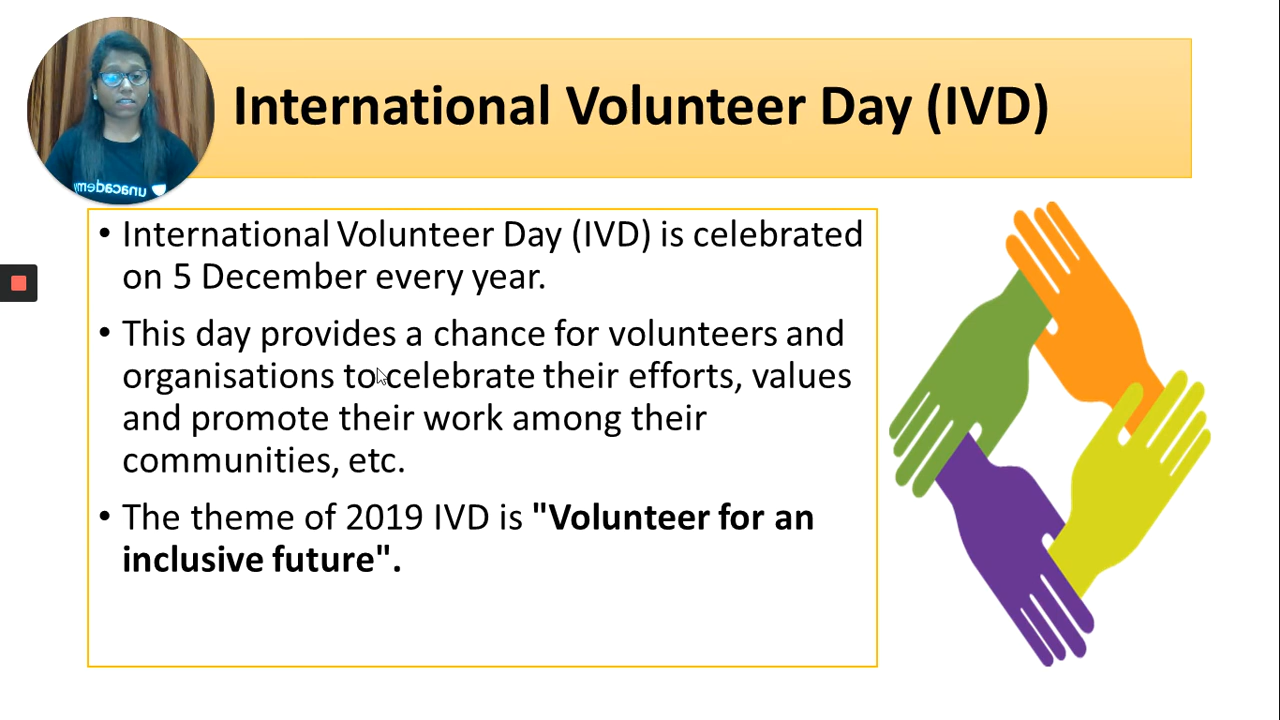 International Volunteer Day (IVD)
unacademy
• International Volunteer Day (IVD) is celebrated
on 5 December every year.
• This day provides a chance for volunteers and
organisations to celebrate their efforts, values
and promote their work among their
communities, etc.
• The theme of 2019 IVD is "Volunteer for an
inclusive future".